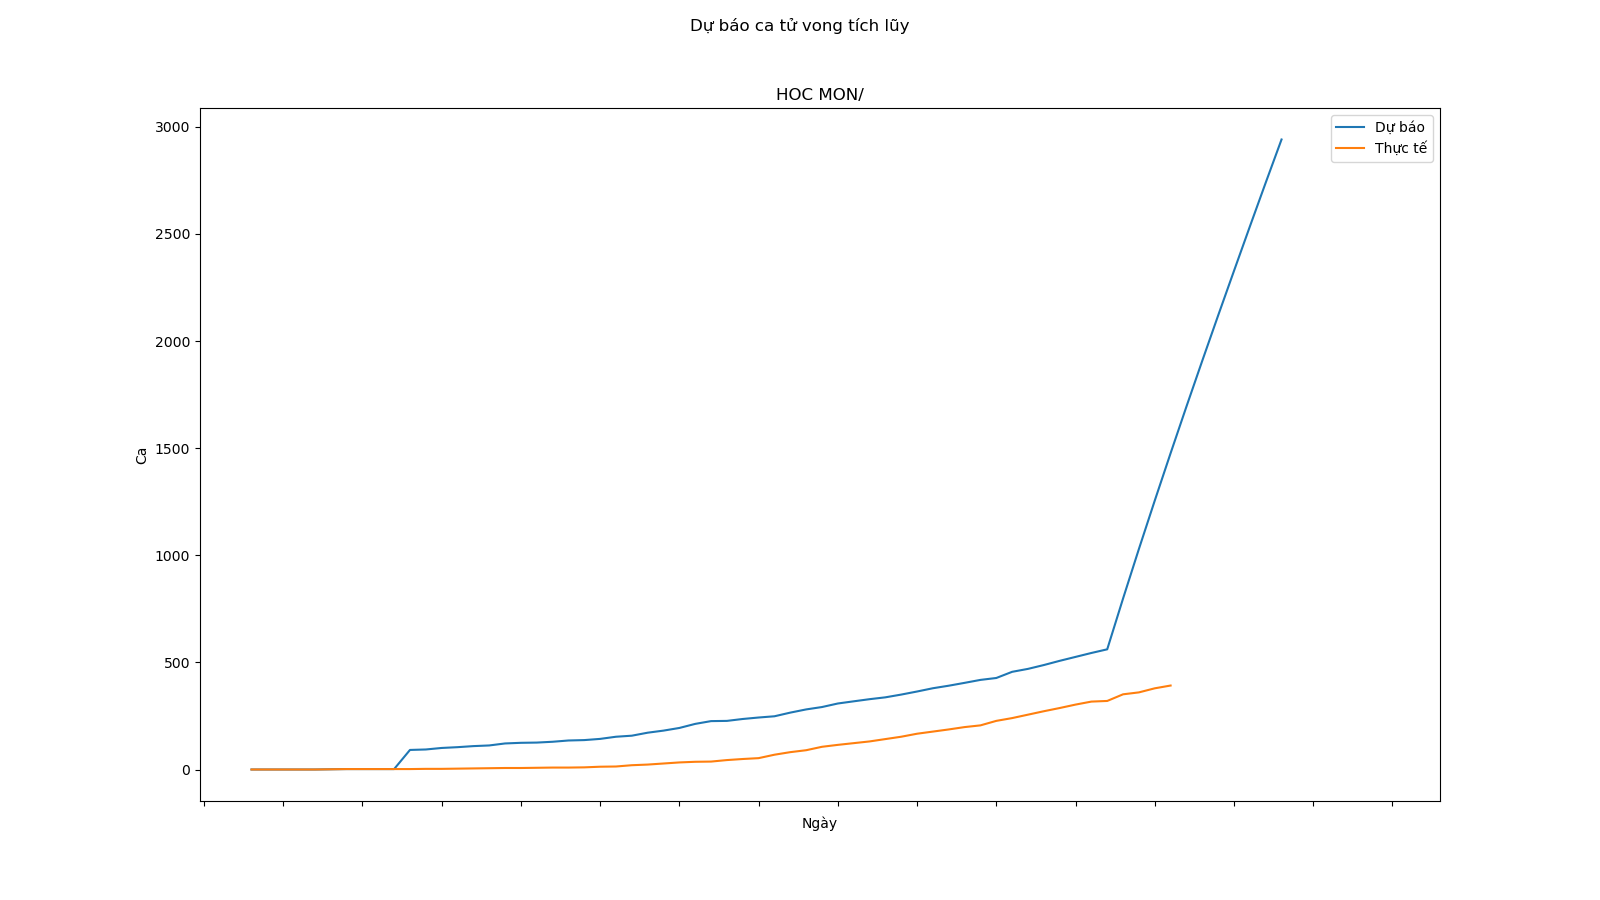 Dự báo ca tử vong tích lũy
HOC MON/
Dự báo
Thực tế
3000
2500
2000
1500
1000
500
0
Ca
Ngày